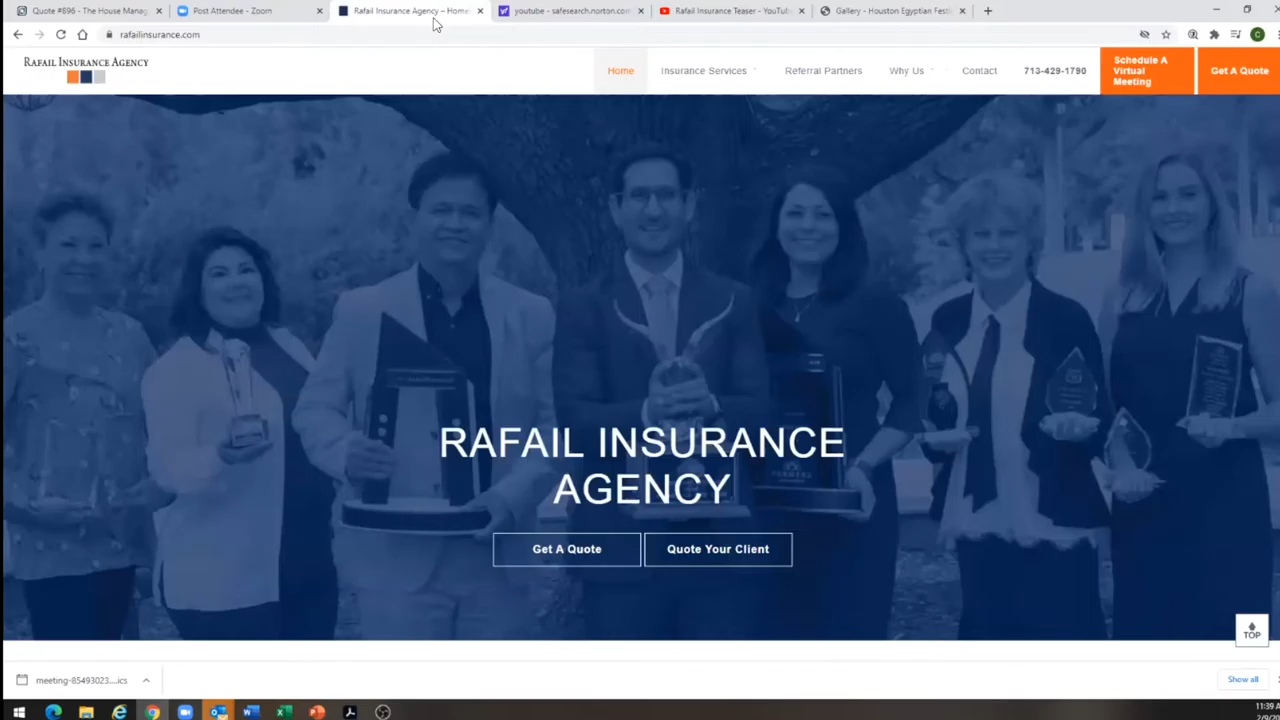 Quote #896 - The House Manag
Post Attendee - Zoom
Rafail Insurance Agency – Home
youtube - safesearch.norton.com
Rafail Insurance Teaser - YouTube
Gallery - Houston Egyptian Festi
rafailinsurance.com
RAFAIL INSURANCE AGENCY
Home
Insurance Services
Referral Partners
Why Us
Contact
713-429-1790
Schedule A
Virtual
Meeting
Get A Quote
RAFAIL INSURANCE
AGENCY
Get A Quote
Quote Your Client
TOP
meeting-85493023....ics
Show all
11:39 A